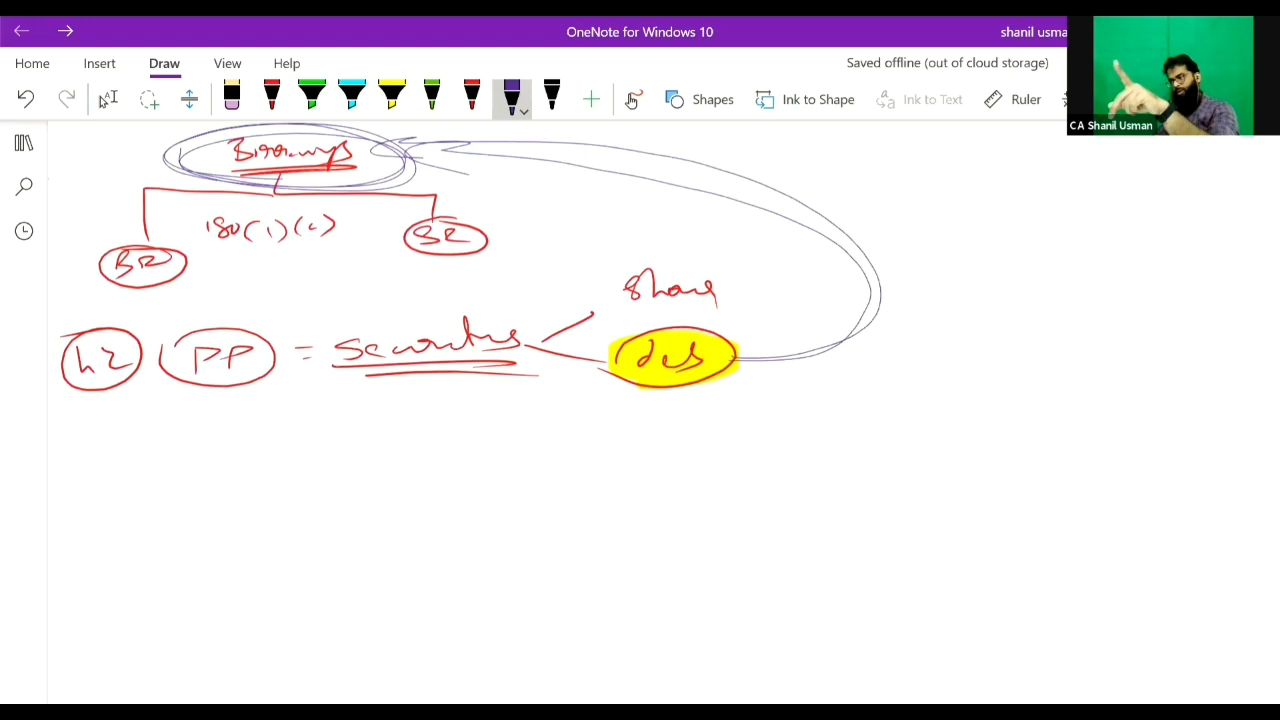 OneNote for Windows 10
shanil usma
Home Insert Draw View Help
Saved offline (out of cloud storage)
Shapes
Ink to Shape
Ink to Text
Ruler
CA Shanil Usman
Borrowings
180(1)(c)
BR
SR
Share
PP = Securities
deb